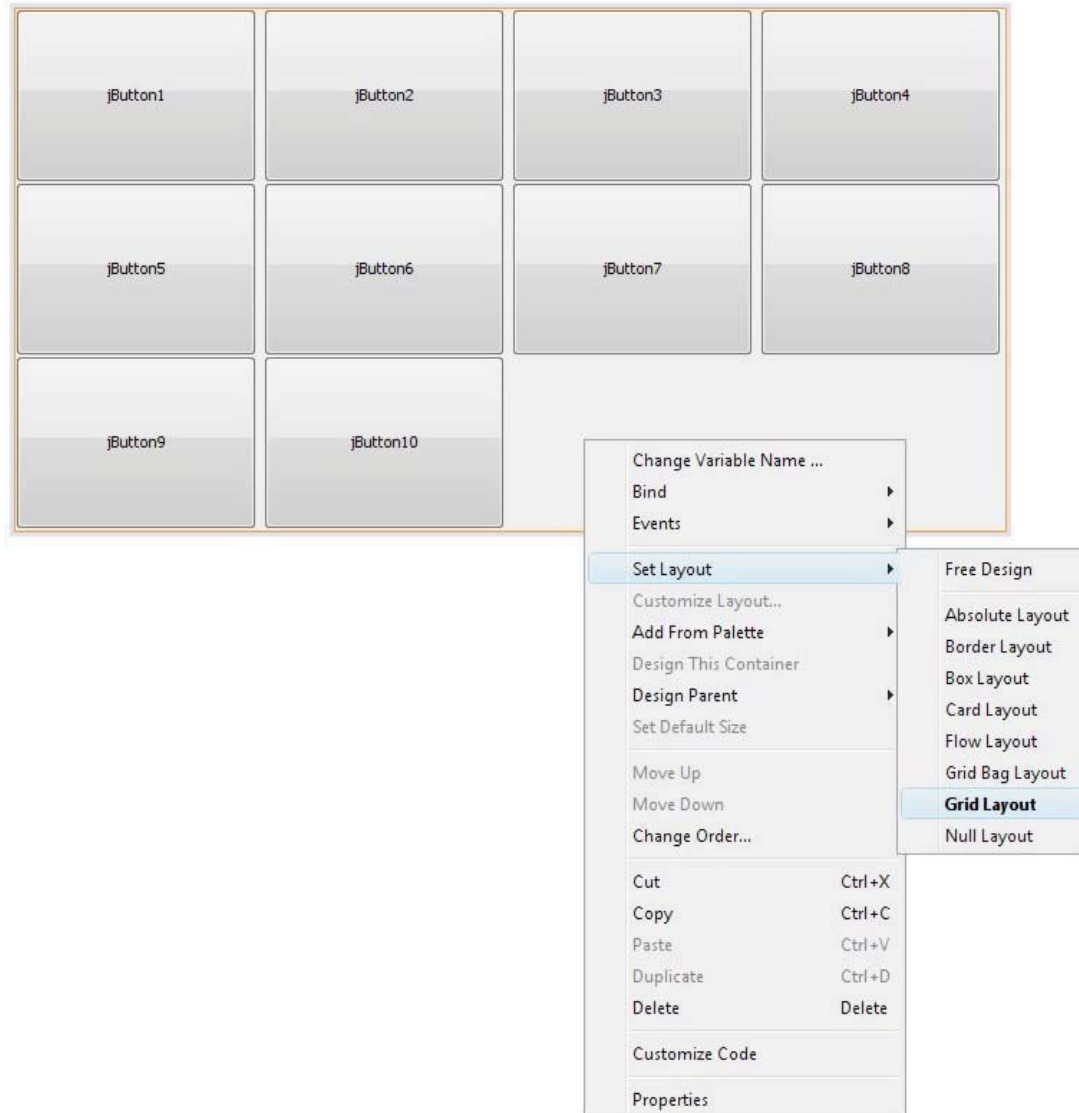 jButton1 jButton2 jButton3 jButton4
jButton5 jButton6 jButton7 jButton8
jButton9 jButton10
Change Variable Name ...
Bind
Events
Set Layout
Customize Layout...
Add From Palette
Design This Container
Design Parent
Set Default Size
Move Up
Move Down
Change Order...
Cut Ctrl+X
Copy Ctrl+C
Paste Ctrl+V
Duplicate Ctrl+D
Delete Delete
Customize Code
Properties
Free Design
Absolute Layout
Border Layout
Box Layout
Card Layout
Flow Layout
Grid Bag Layout
Grid Layout
Null Layout